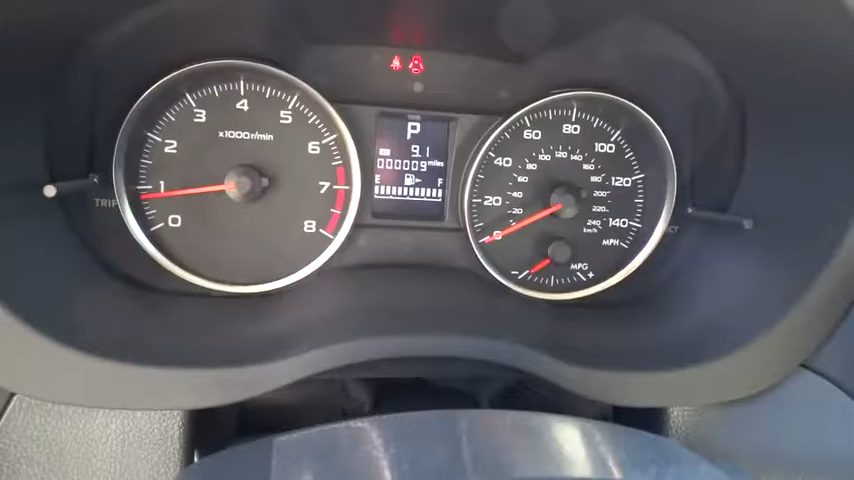 0 1 2 3 4 5 6 7 8
x1000r/min
TRIP
P
9.1
000009 miles
E F
0 20 40 60 80 100 120 140
20 40 60 80 100 120 140 160 180 200 220 240
km/h
MPH
- MPG +